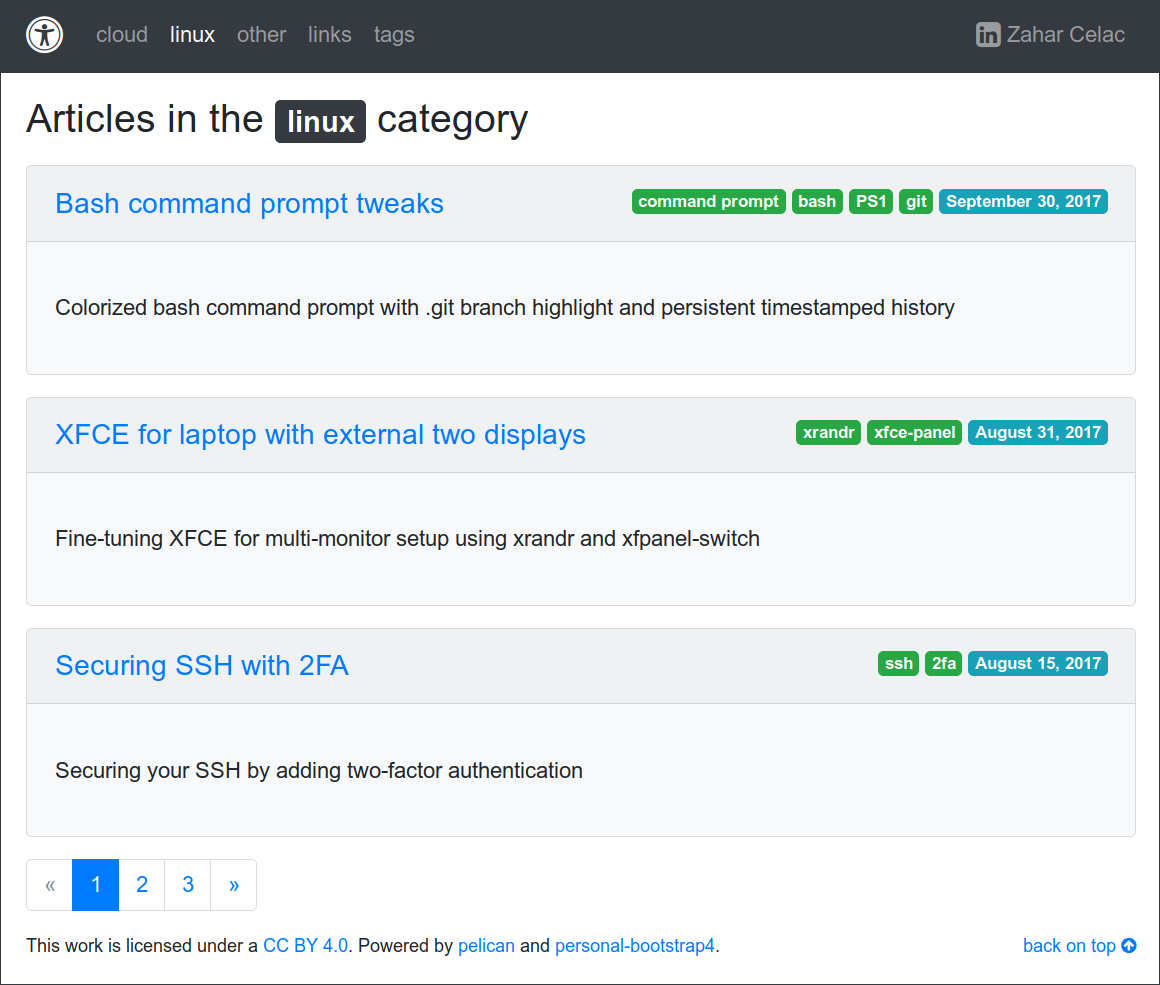 cloud linux other links tags in Zahar Celac
Articles in the linux category
Bash command prompt tweaks command prompt bash PS1 git September 30, 2017
Colorized bash command prompt with .git branch highlight and persistent timestamped history
XFCE for laptop with external two displays xrandr xfce-panel August 31, 2017
Fine-tuning XFCE for multi-monitor setup using xrandr and xfpanel-switch
Securing SSH with 2FA ssh 2fa August 15, 2017
Securing your SSH by adding two-factor authentication
« 1 2 3 »
This work is licensed under a CC BY 4.0. Powered by pelican and personal-bootstrap4. back on top